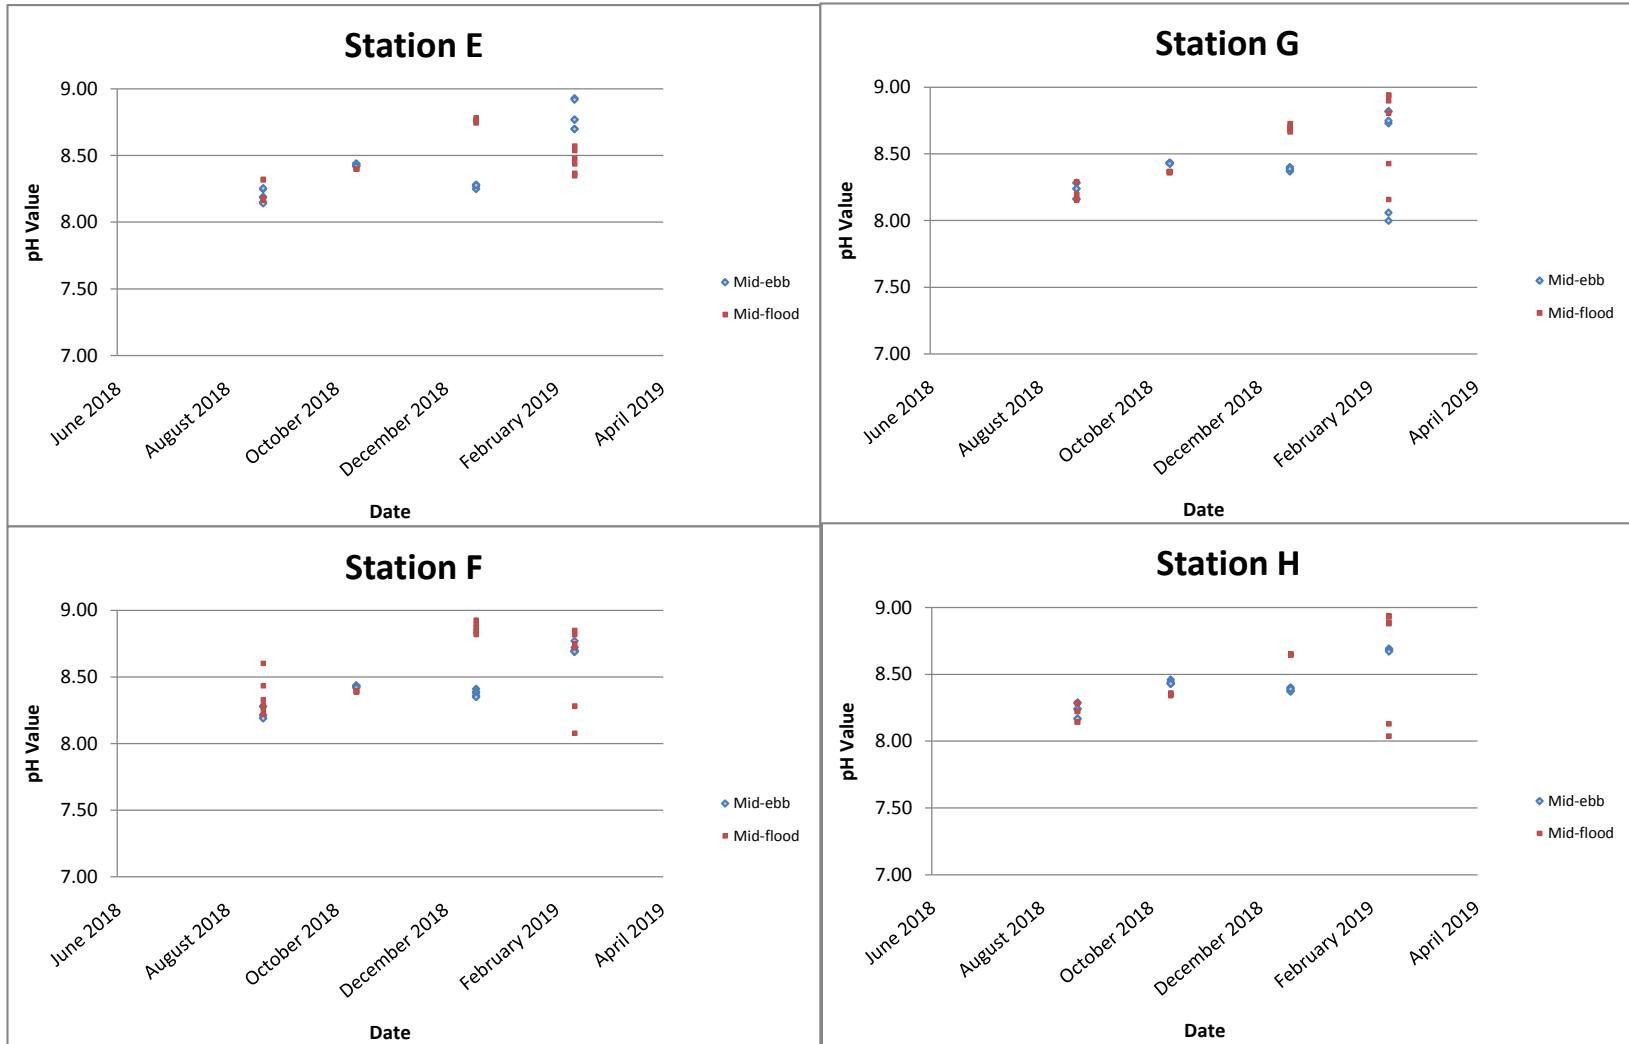 Station E
9.00
8.50
8.00
7.50
7.00
pH Value
June 2018
August 2018
October 2018
December 2018
February 2019
April 2019
Date
Mid-ebb
Mid-flood
Station G
9.00
8.50
8.00
7.50
7.00
pH Value
June 2018
August 2018
October 2018
December 2018
February 2019
April 2019
Date
Mid-ebb
Mid-flood
Station F
9.00
8.50
8.00
7.50
7.00
pH Value
June 2018
August 2018
October 2018
December 2018
February 2019
April 2019
Date
Mid-ebb
Mid-flood
Station H
9.00
8.50
8.00
7.50
7.00
pH Value
June 2018
August 2018
October 2018
December 2018
February 2019
April 2019
Date
Mid-ebb
Mid-flood